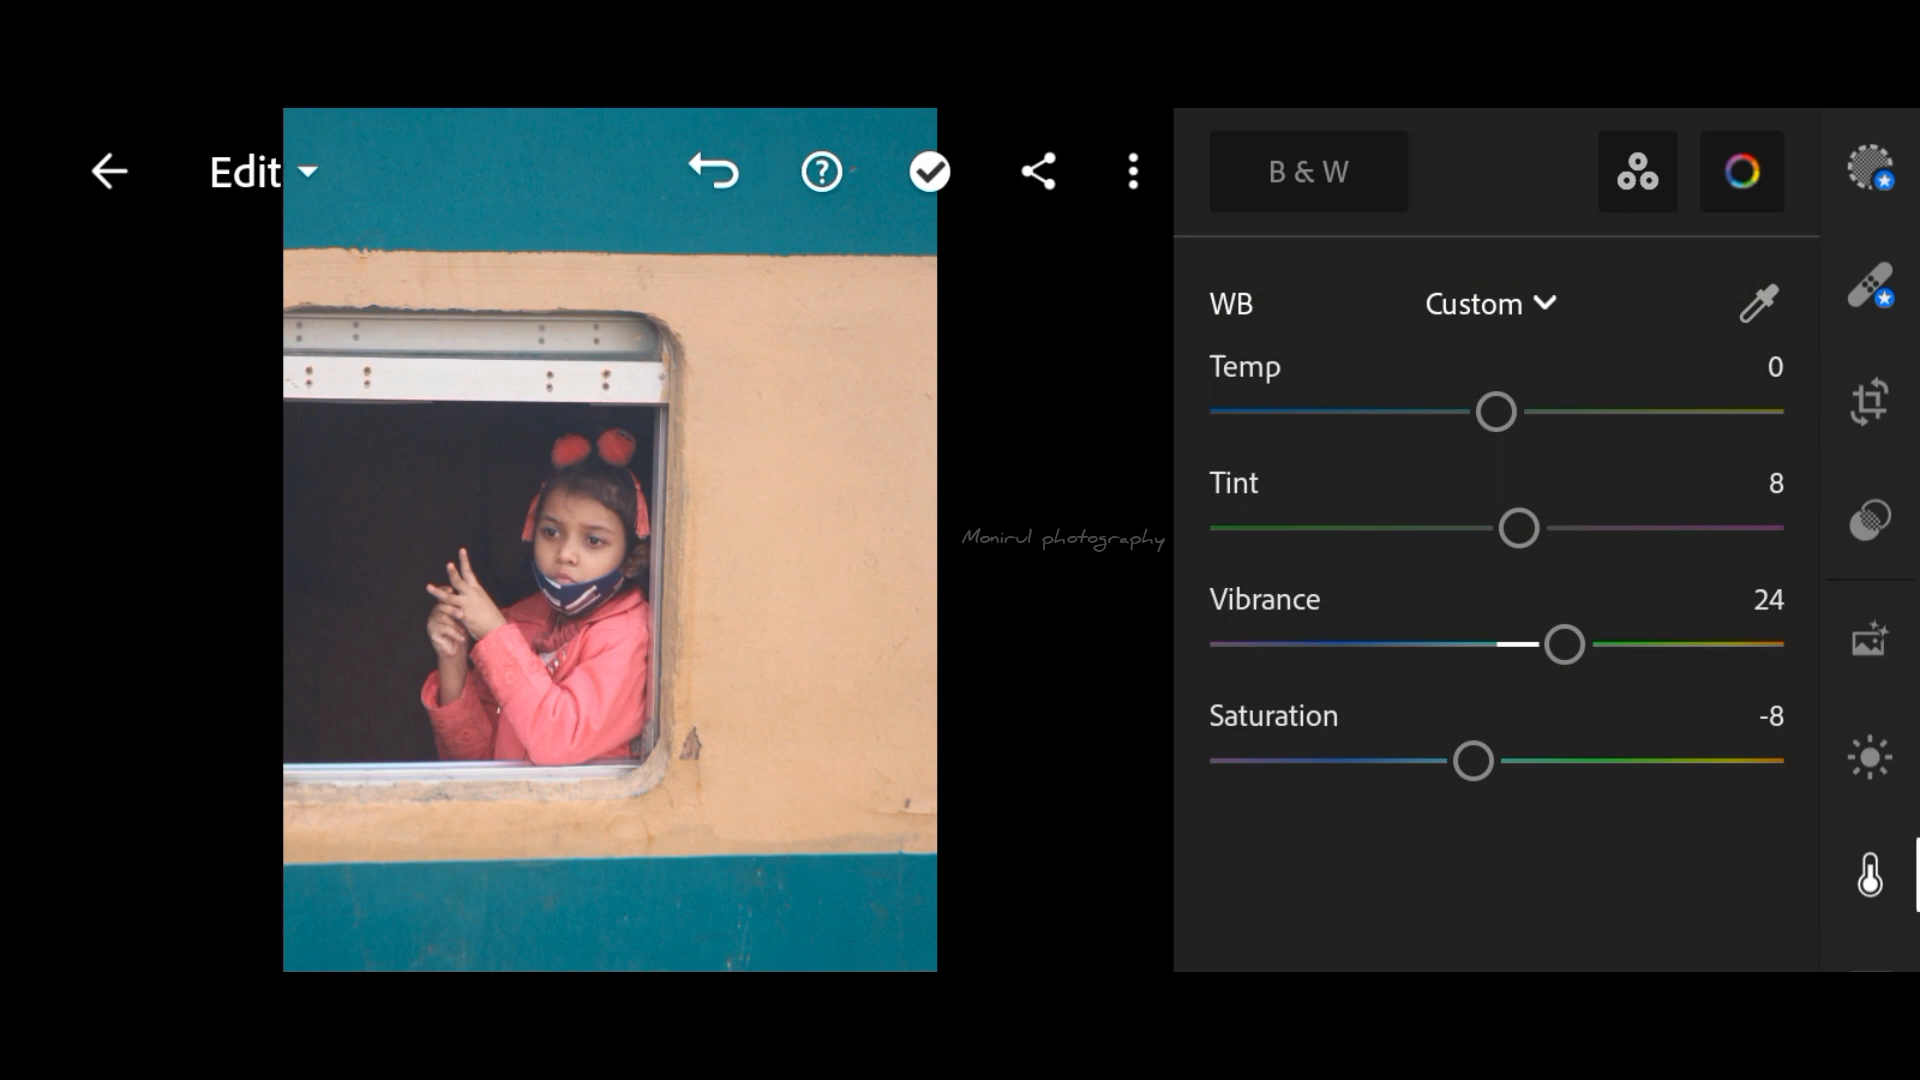 Edit
B & W
WB Custom
Temp 0
Tint 8
Monirul photography
Vibrance 24
Saturation -8